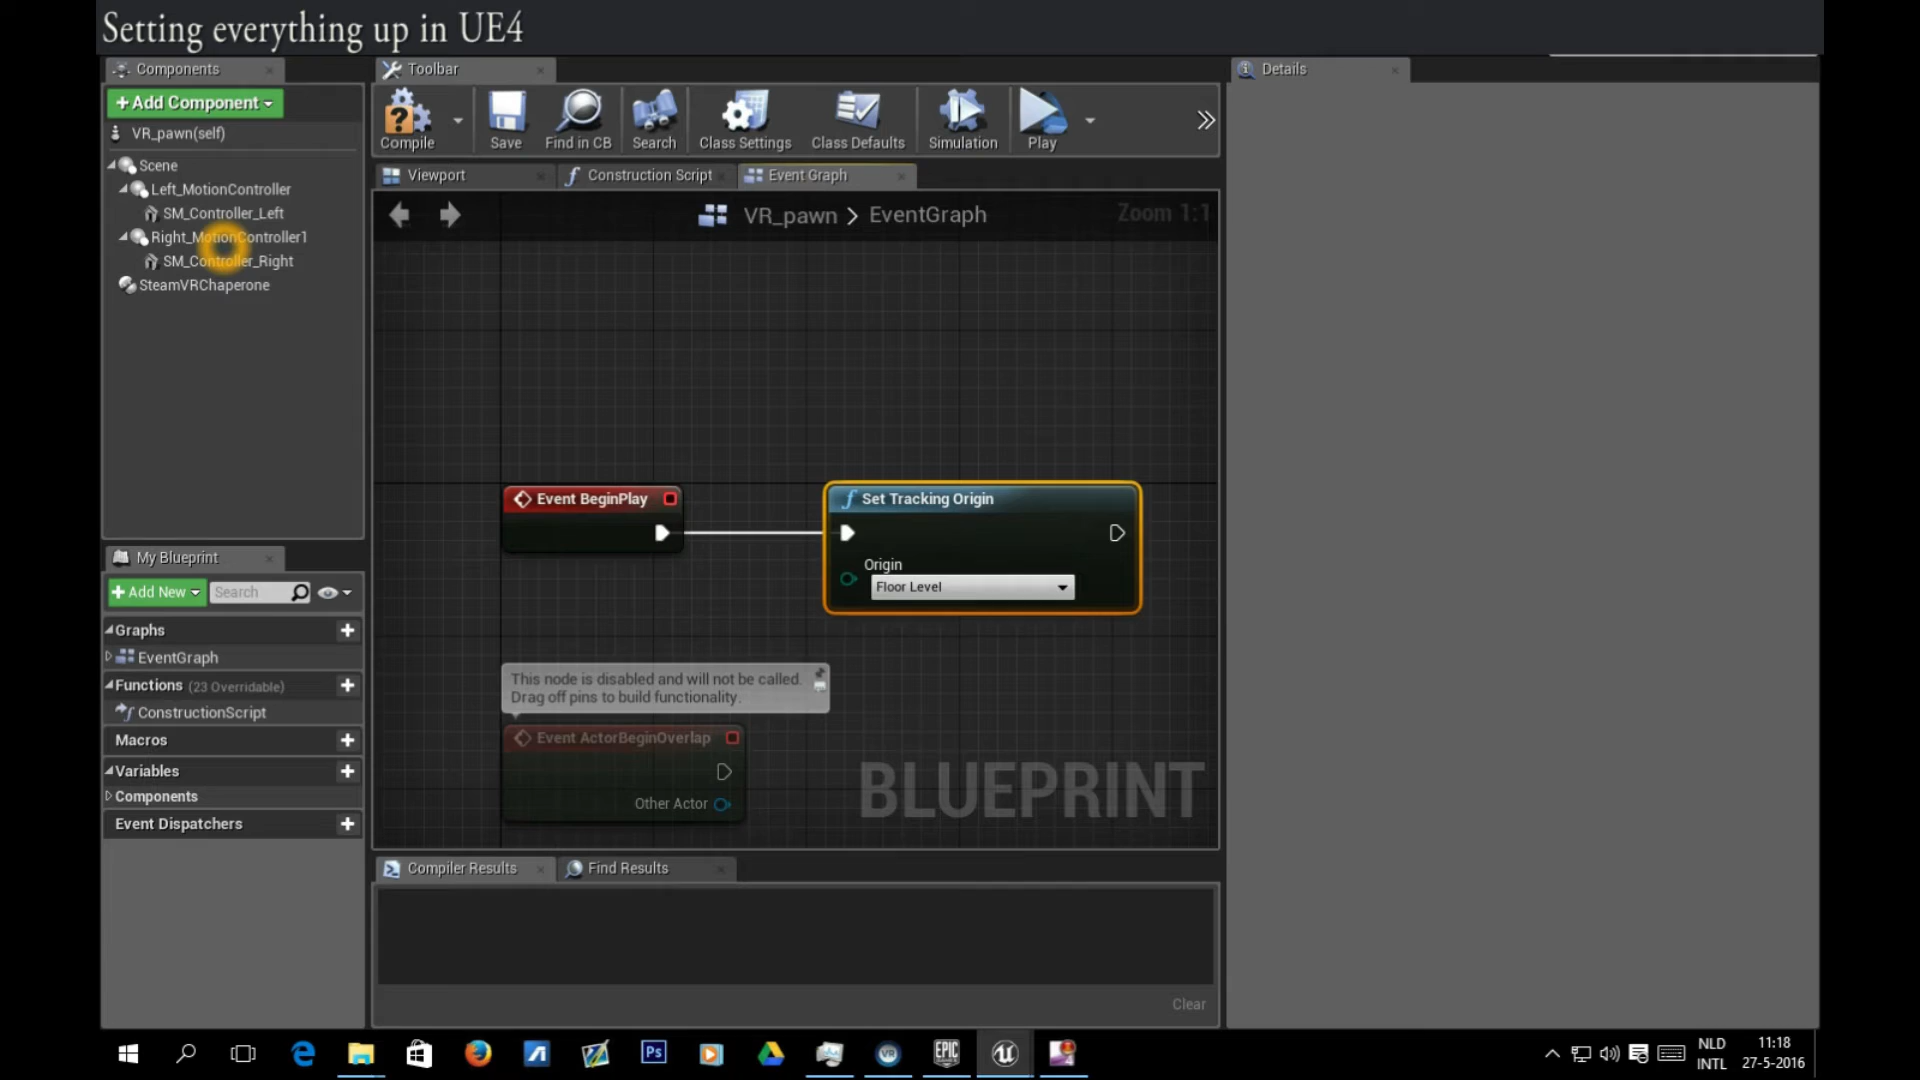 Setting everything up in UE4
Components
Toolbar
Details
+Add Component
VR_pawn(self)
Scene
Left_MotionController
SM_Controller_Left
Right_MotionController1
SM_Controller_Right
SteamVRChaperone
Compile
Save
Find in CB
Search
Class Settings
Class Defaults
Simulation
Play
Viewport
Construction Script
Event Graph
VR_pawn > EventGraph
Zoom 1:1
Event BeginPlay
Set Tracking Origin
Origin
Floor Level
This node is disabled and will not be called.
Drag off pins to build functionality.
Event ActorBeginOverlap
Other Actor
BLUEPRINT
My Blueprint
+Add New
Search
Graphs
EventGraph
Functions (23 Overridable)
ConstructionScript
Macros
Variables
Components
Event Dispatchers
Compiler Results
Find Results
Clear
Ps
VR
EPIC
NLD
INTL
11:18
27-5-2016